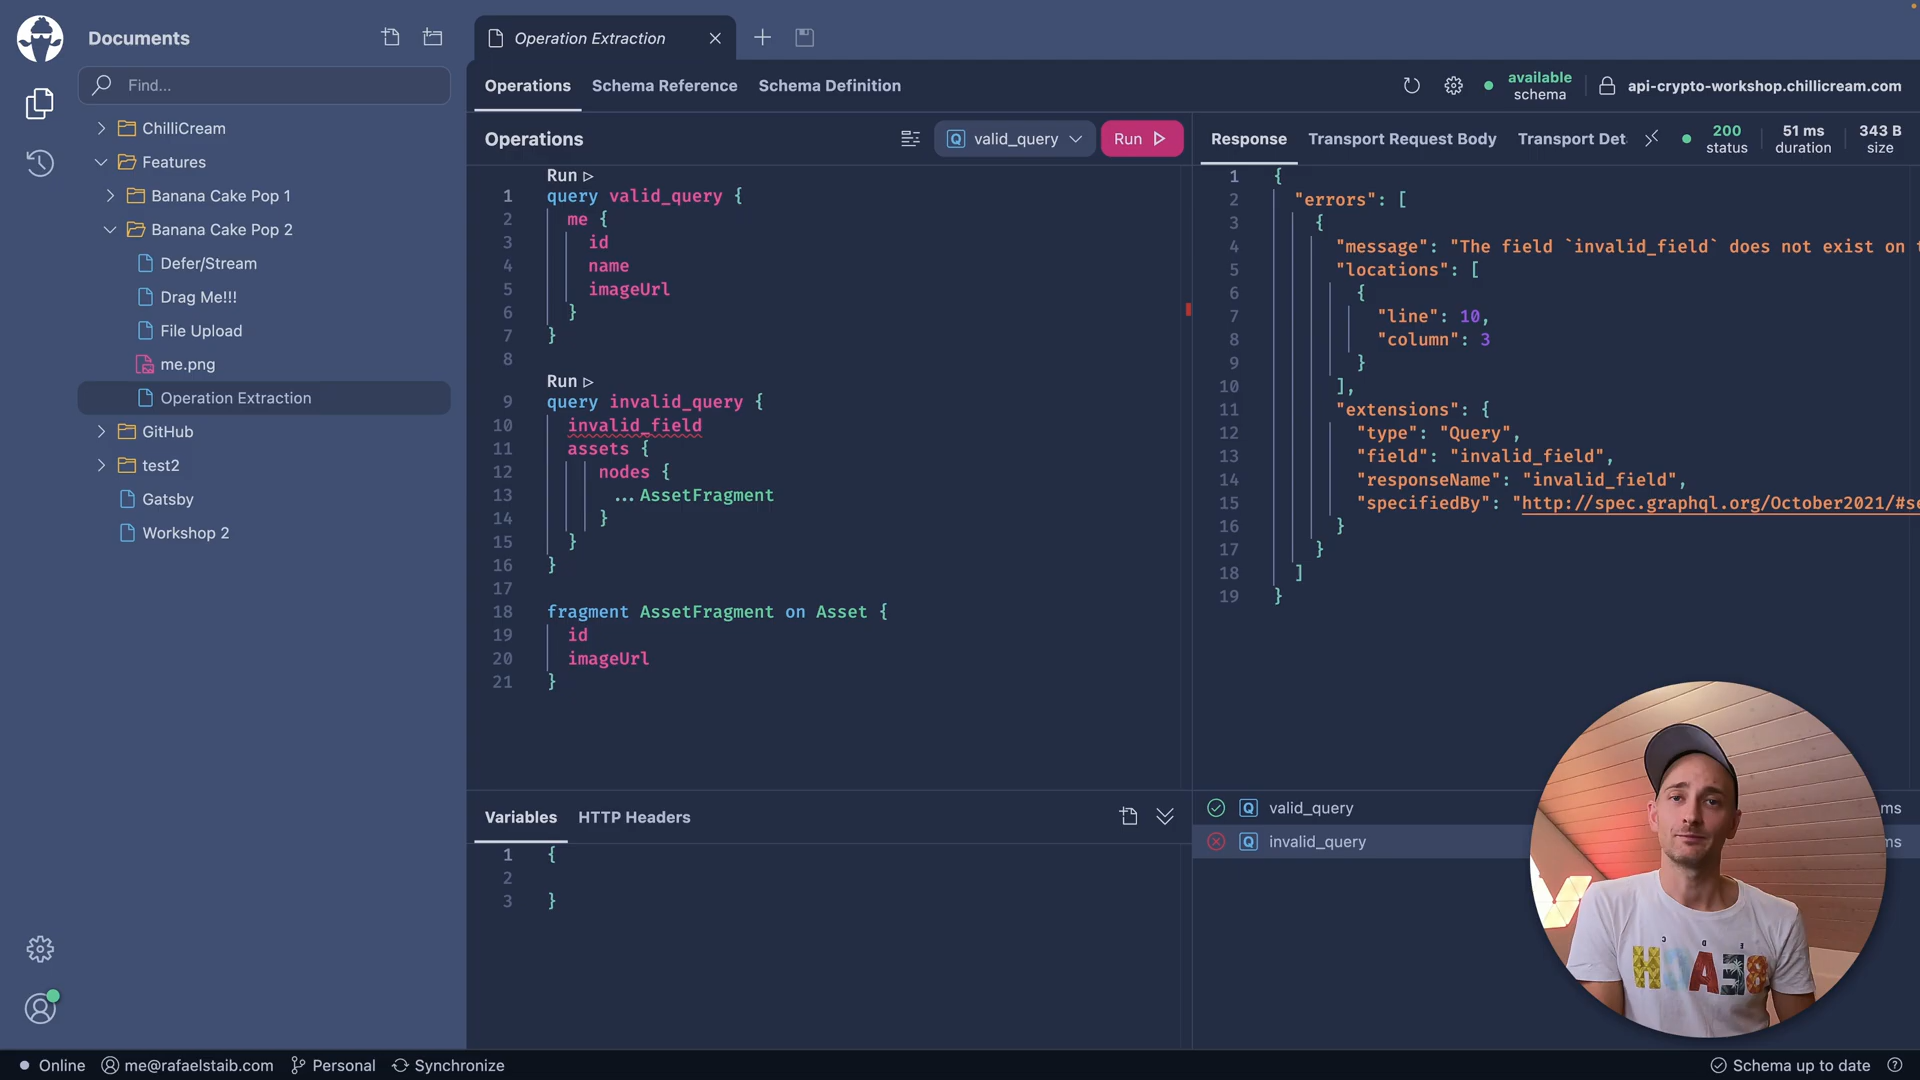 Documents
Find...
ChilliCream
Features
Banana Cake Pop 1
Banana Cake Pop 2
Defer/Stream
Drag Me!!!
File Upload
me.png
Operation Extraction
GitHub
test2
Gatsby
Workshop 2
Operation Extraction
Operations Schema Reference Schema Definition
available
schema
api-crypto-workshop.chillicream.com
Operations
Q valid_query
Run
Run
1 query valid_query {
2 me {
3 id
4 name
5 imageUrl
6 }
7 }
8
Run
9 query invalid_query {
10 invalid_field
11 assets {
12 nodes {
13 ...AssetFragment
14 }
15 }
16 }
17
18 fragment AssetFragment on Asset {
19 id
20 imageUrl
21 }
Response Transport Request Body Transport Det
200
status
51 ms
duration
343 B
size
1 {
2 "errors": [
3 {
4 "message": "The field `invalid_field` does not exist on
5 "locations": [
6 {
7 "line": 10,
8 "column": 3
9 }
10 ],
11 "extensions": {
12 "type": "Query",
13 "field": "invalid_field",
14 "responseName": "invalid_field",
15 "specifiedBy": "http://spec.graphql.org/October2021/#se
16 }
17 }
18 ]
19 }
Variables HTTP Headers
1 {
2
3 }
Q valid_query ms
Q invalid_query ms
Online me@rafaelstaib.com Personal Synchronize
Schema up to date